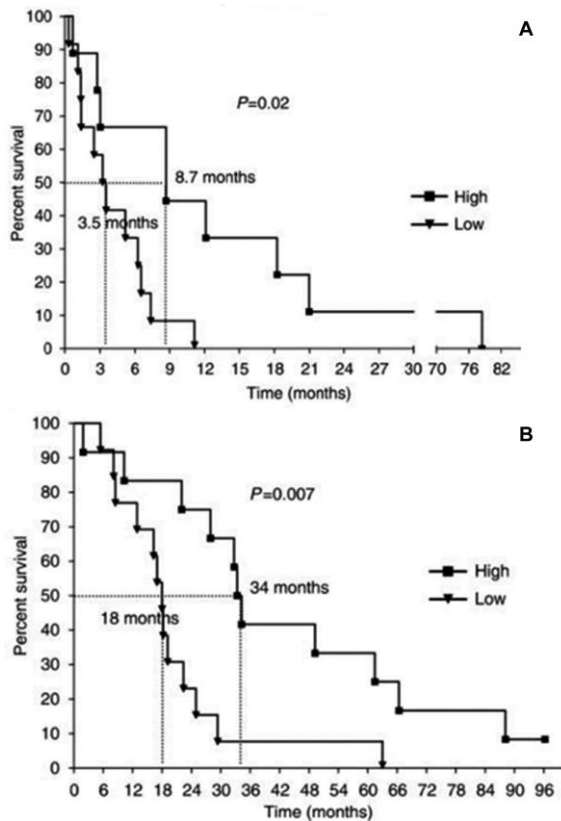 A
100
90
80
70
60
50
40
30
20
10
0
Percent survival
P=0.02
8.7 months
3.5 months
High
Low
0 3 6 9 12 15 18 21 24 27 30 70 76 82
Time (months)
B
100
90
80
70
60
50
40
30
20
10
0
Percent survival
P=0.007
34 months
18 months
High
Low
0 6 12 18 24 30 36 42 48 54 60 66 72 78 84 90 96
Time (months)